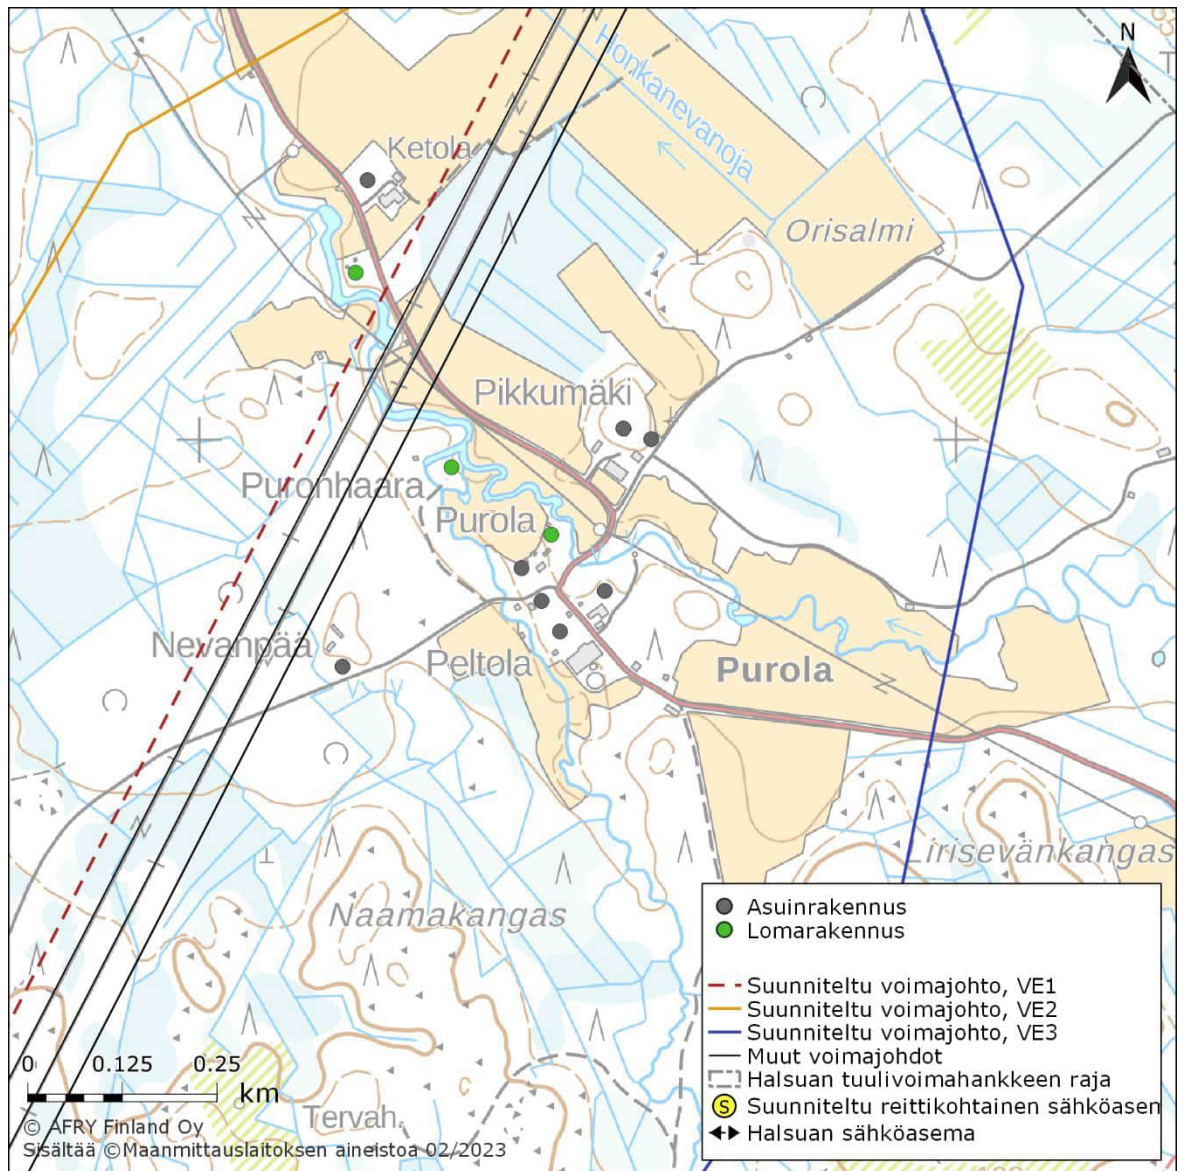 N
Honkanevanoja
Ketola
Orisalmi
Pikkumäki
Puronhaara
Purola
Nevanpää
Peltola
Purola
Lirisevänkangas
Naamakangas
Tervah.
Asuinrakennus
Lomarakennus
Suunniteltu voimajohto, VE1
Suunniteltu voimajohto, VE2
Suunniteltu voimajohto, VE3
Muut voimajohdot
Halsuan tuulivoimahankkeen raja
S Suunniteltu reittikohtainen sähköasen
Halsuan sähköasema
0 0.125 0.25
km
© AFRY Finland Oy
Sisältää ©Maanmittauslaitoksen aineistoa 02/2023